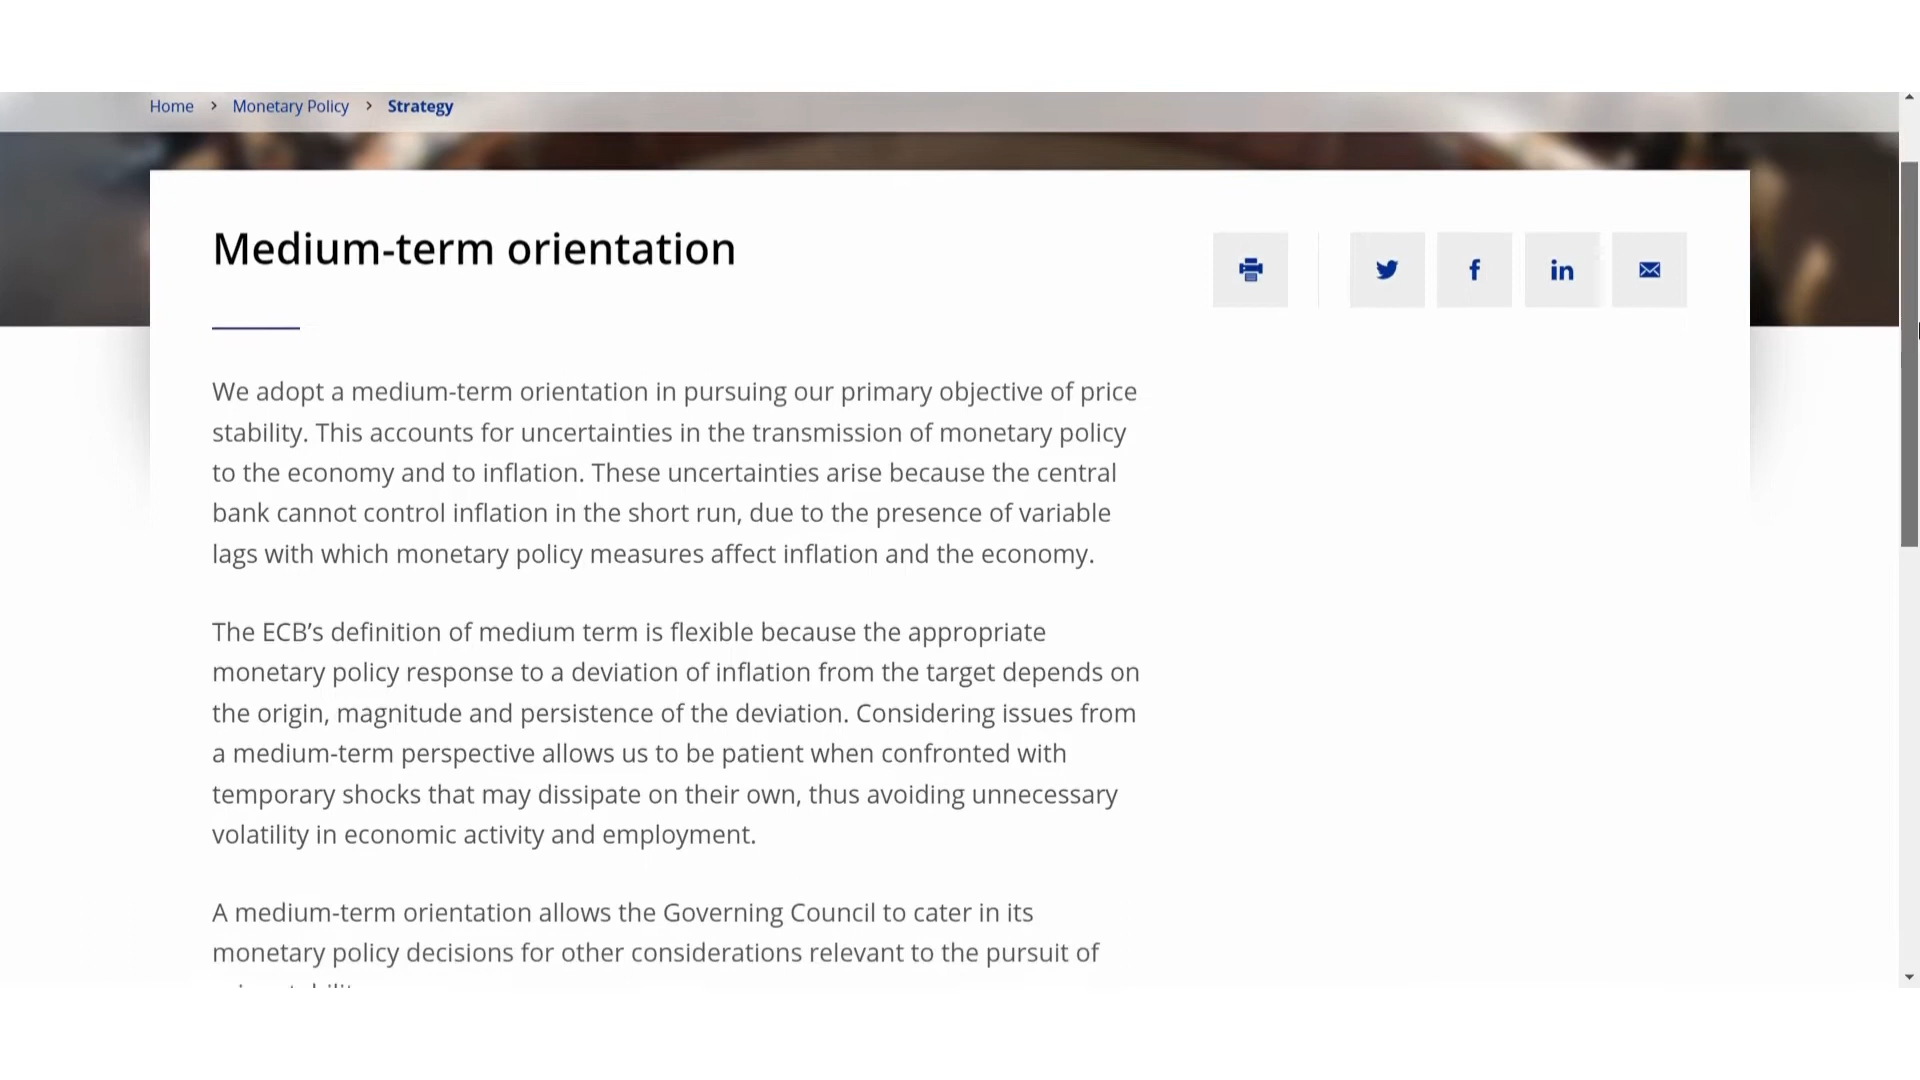 Home > Monetary Policy > Strategy
Medium-term orientation
We adopt a medium-term orientation in pursuing our primary objective of price
stability. This accounts for uncertainties in the transmission of monetary policy
to the economy and to inflation. These uncertainties arise because the central
bank cannot control inflation in the short run, due to the presence of variable
lags with which monetary policy measures affect inflation and the economy.
The ECB’s definition of medium term is flexible because the appropriate
monetary policy response to a deviation of inflation from the target depends on
the origin, magnitude and persistence of the deviation. Considering issues from
a medium-term perspective allows us to be patient when confronted with
temporary shocks that may dissipate on their own, thus avoiding unnecessary
volatility in economic activity and employment.
A medium-term orientation allows the Governing Council to cater in its
monetary policy decisions for other considerations relevant to the pursuit of